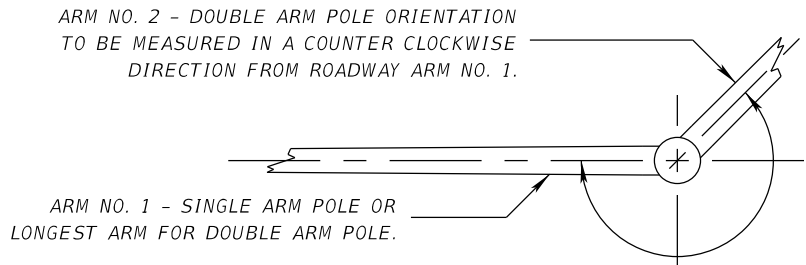 ARM NO. 2 - DOUBLE ARM POLE ORIENTATION
TO BE MEASURED IN A COUNTER CLOCKWISE
DIRECTION FROM ROADWAY ARM NO. 1.
ARM NO. 1 - SINGLE ARM POLE OR
LONGEST ARM FOR DOUBLE ARM POLE.